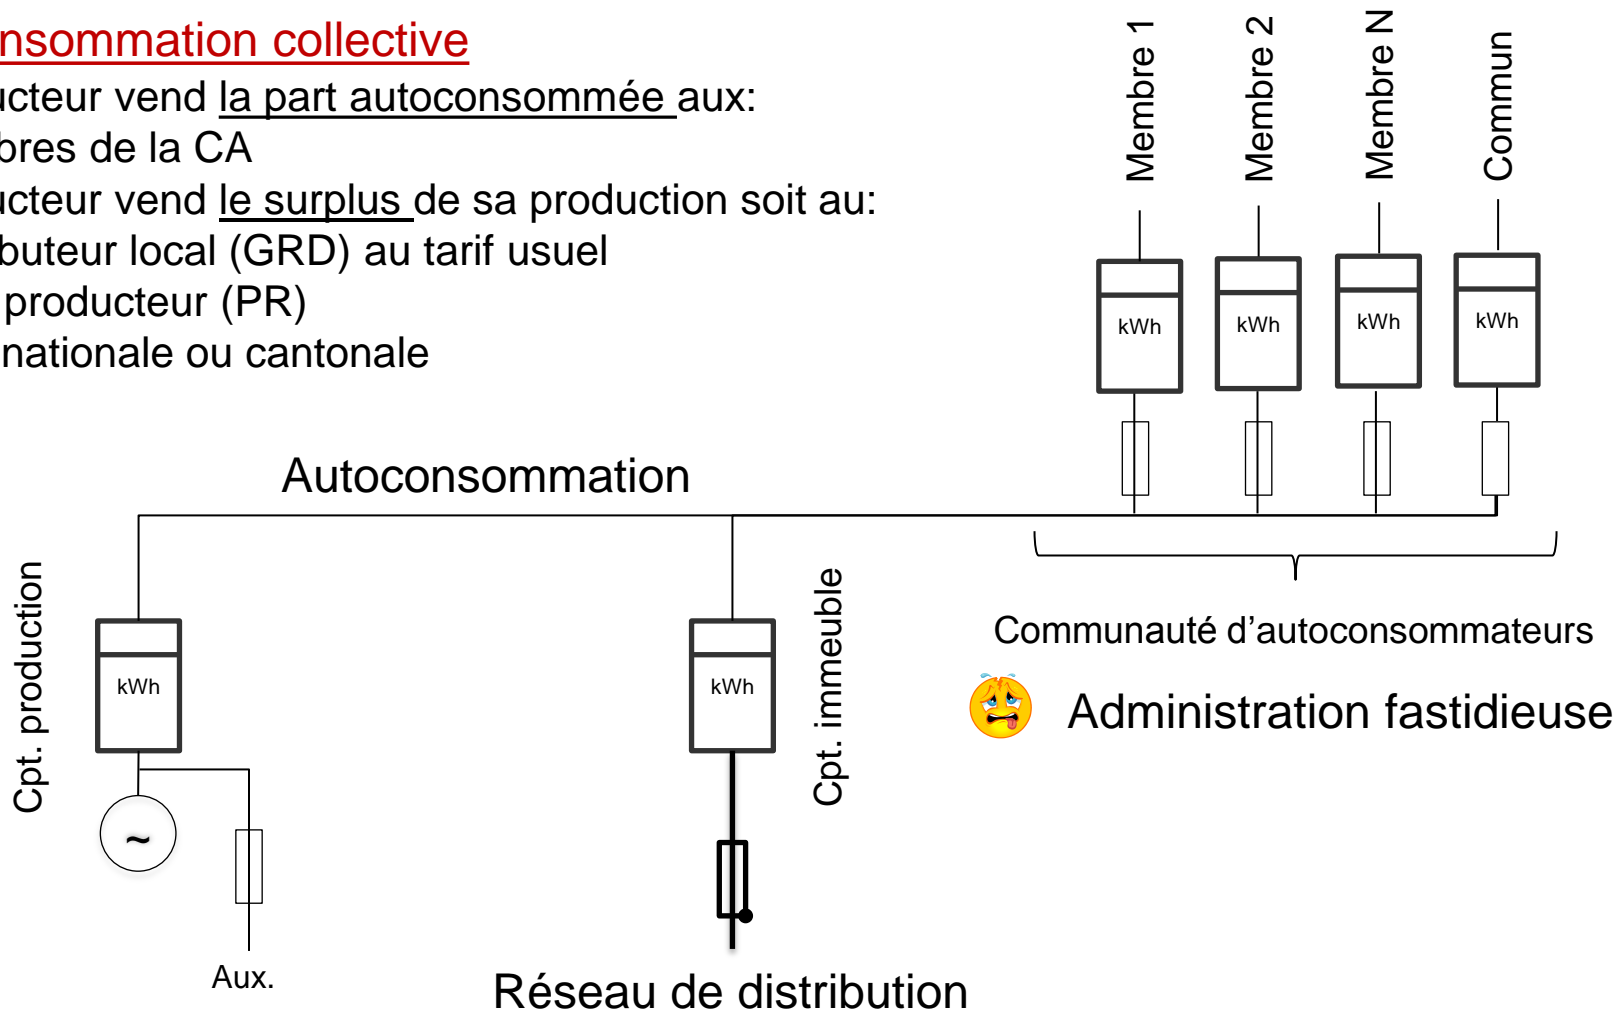 nsommation collective
ucteur vend la part autoconsommée aux:
bres de la CA
ucteur vend le surplus de sa production soit au:
buteur local (GRD) au tarif usuel
producteur (PR)
nationale ou cantonale
Membre 1
Membre 2
Membre N
Commun
kWh
kWh
kWh
kWh
Autoconsommation
Cpt. production
kWh
kWh
Cpt. immeuble
Communauté d’autoconsommateurs
Administration fastidieuse
~
Aux.
Réseau de distribution